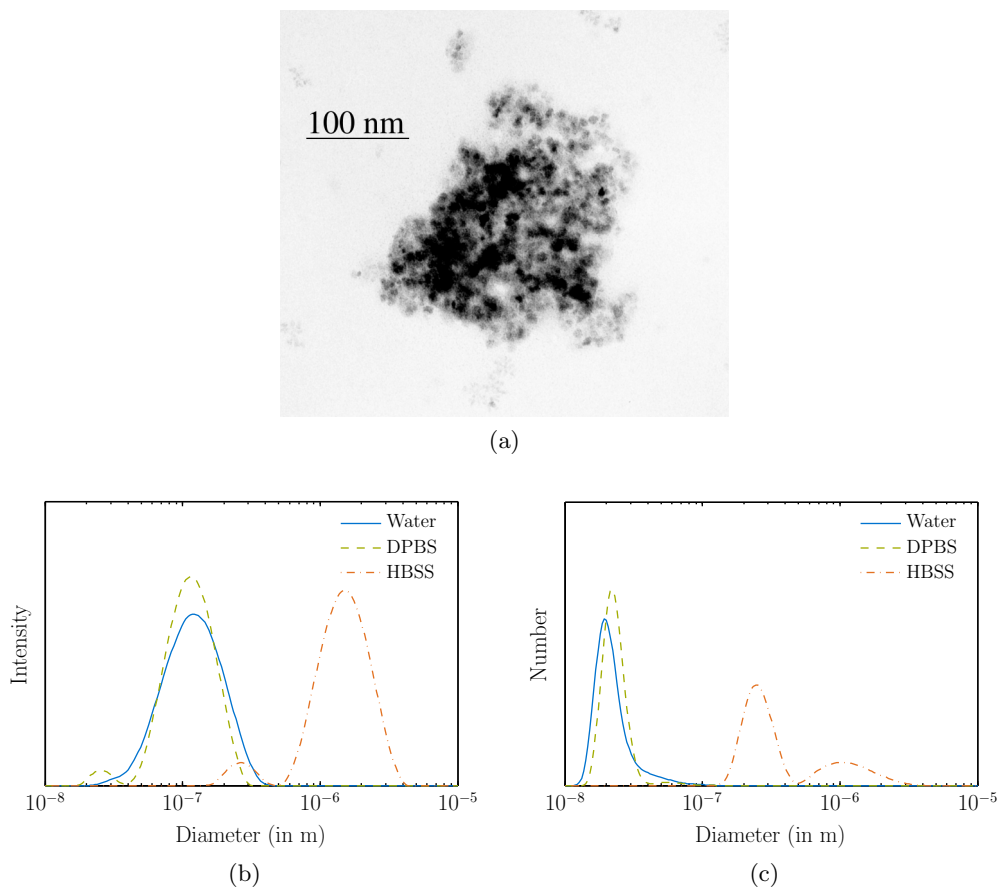 100 nm
(a)
Intensity
Water
DPBS
HBSS
10⁻⁸ 10⁻⁷ 10⁻⁶ 10⁻⁵
Diameter (in m)
(b)
Number
Water
DPBS
HBSS
10⁻⁸ 10⁻⁷ 10⁻⁶ 10⁻⁵
Diameter (in m)
(c)